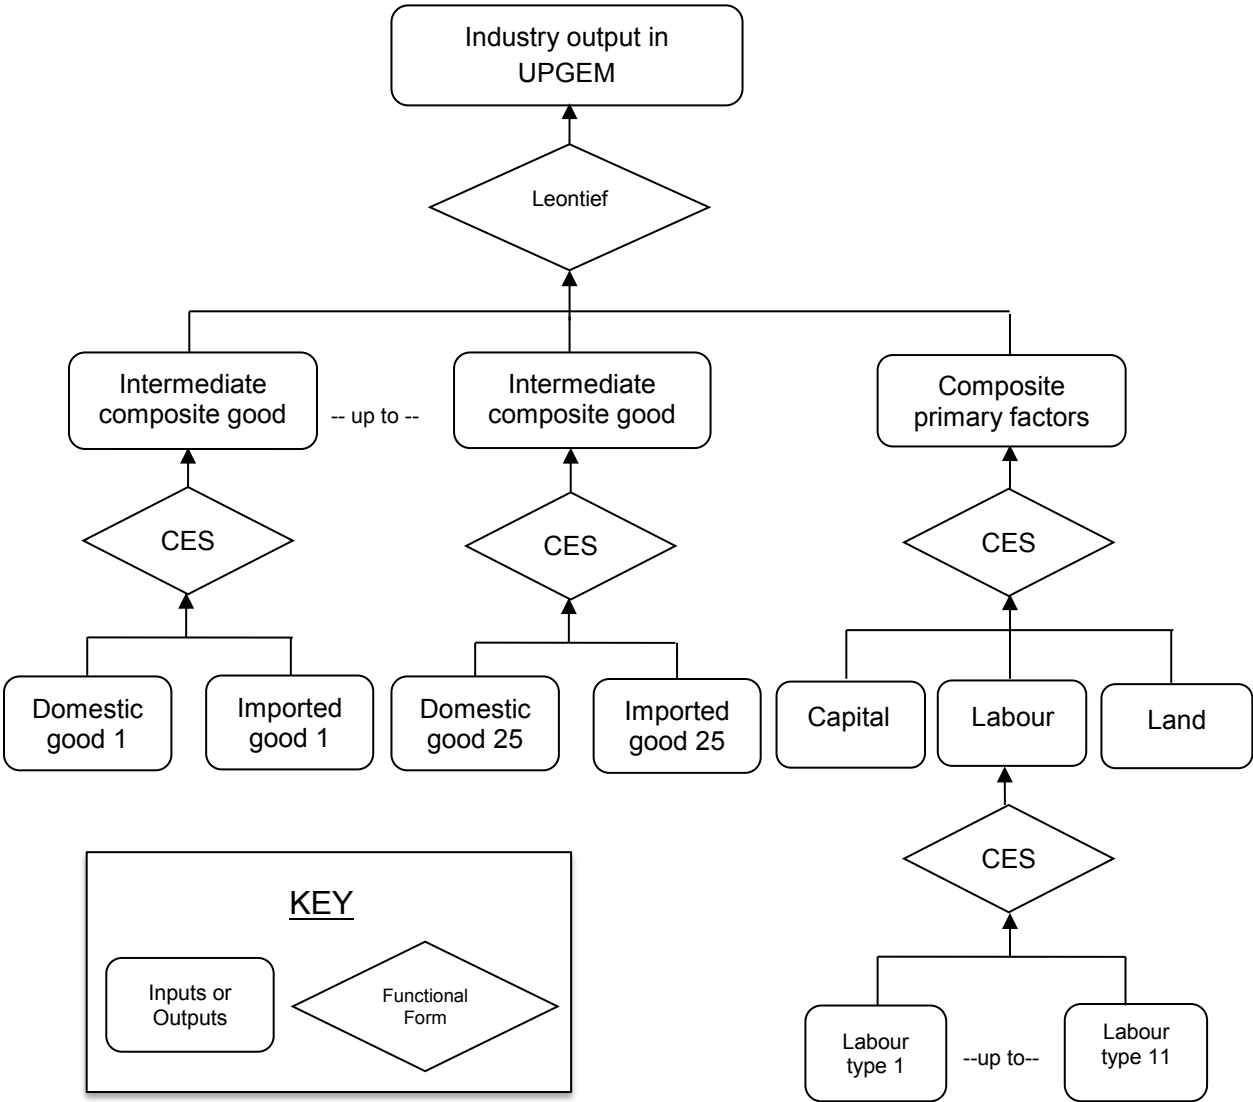 Industry output in
UPGEM
Leontief
Intermediate
composite good
-- up to --
Intermediate
composite good
Composite
primary factors
CES
CES
CES
Domestic
good 1
Imported
good 1
Domestic
good 25
Imported
good 25
Capital
Labour
Land
CES
KEY
Inputs or
Outputs
Functional
Form
Labour
type 1
--up to--
Labour
type 11